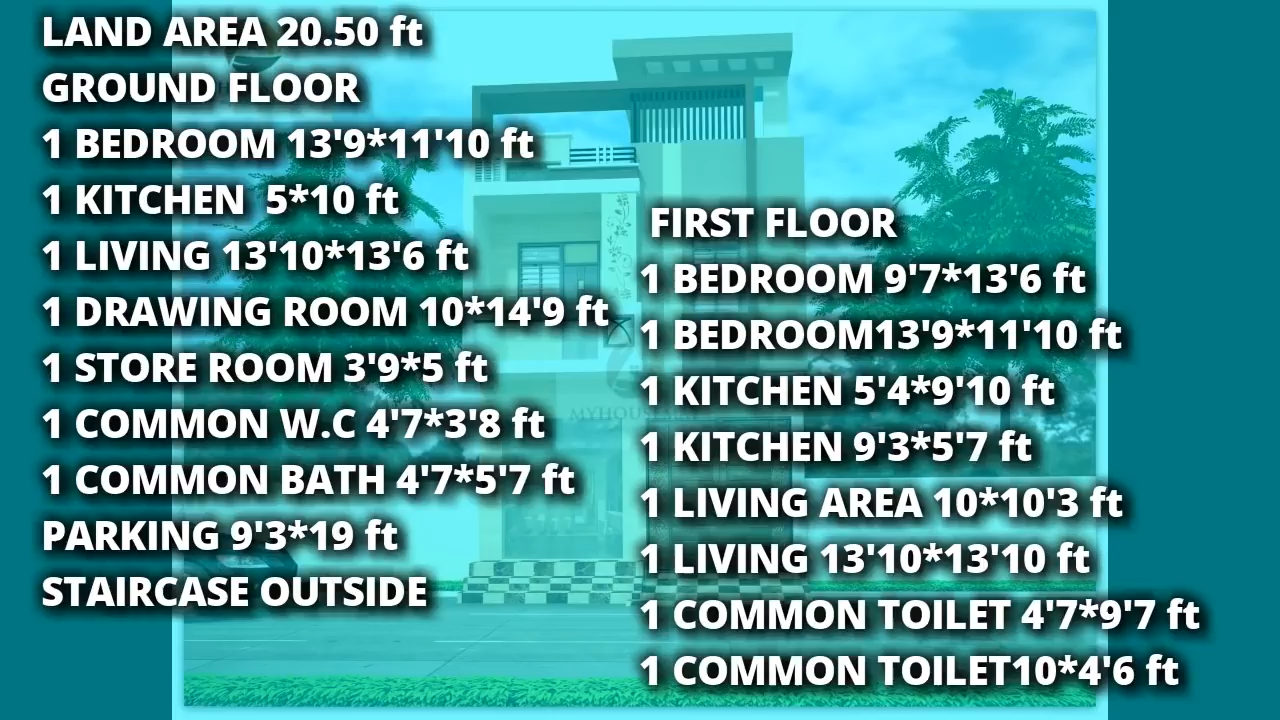 LAND AREA 20.50 ft
GROUND FLOOR
1 BEDROOM 13'9*11'10 ft
1 KITCHEN  5*10 ft
1 LIVING 13'10*13'6 ft
1 DRAWING ROOM 10*14'9 ft
1 STORE ROOM 3'9*5 ft
1 COMMON W.C 4'7*3'8 ft
1 COMMON BATH 4'7*5'7 ft
PARKING 9'3*19 ft
STAIRCASE OUTSIDE
FIRST FLOOR
1 BEDROOM 9'7*13'6 ft
1 BEDROOM13'9*11'10 ft
1 KITCHEN 5'4*9'10 ft
1 KITCHEN 9'3*5'7 ft
1 LIVING AREA 10*10'3 ft
1 LIVING 13'10*13'10 ft
1 COMMON TOILET 4'7*9'7 ft
1 COMMON TOILET10*4'6 ft